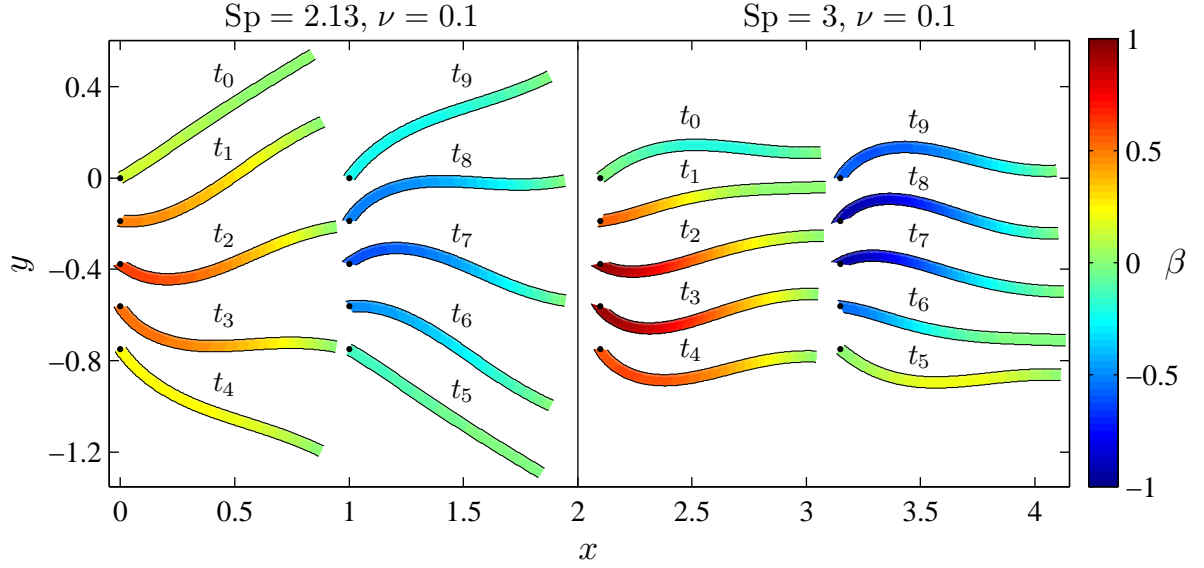 Sp = 2.13, ν = 0.1
Sp = 3, ν = 0.1
y
0.4
0
−0.4
−0.8
−1.2
t₀
t₁
t₂
t₃
t₄
t₉
t₈
t₇
t₆
t₅
t₀
t₁
t₂
t₃
t₄
t₉
t₈
t₇
t₆
t₅
1
0.5
0
−0.5
−1
β
0 0.5 1 1.5 2 2.5 3 3.5 4
x